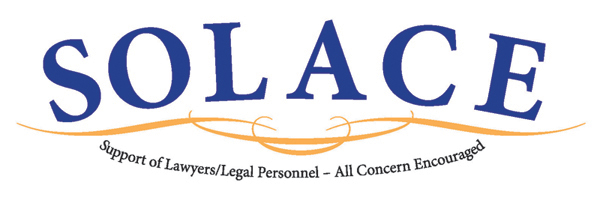 SOLACE
Support of Lawyers/Legal Personnel – All Concern Encouraged